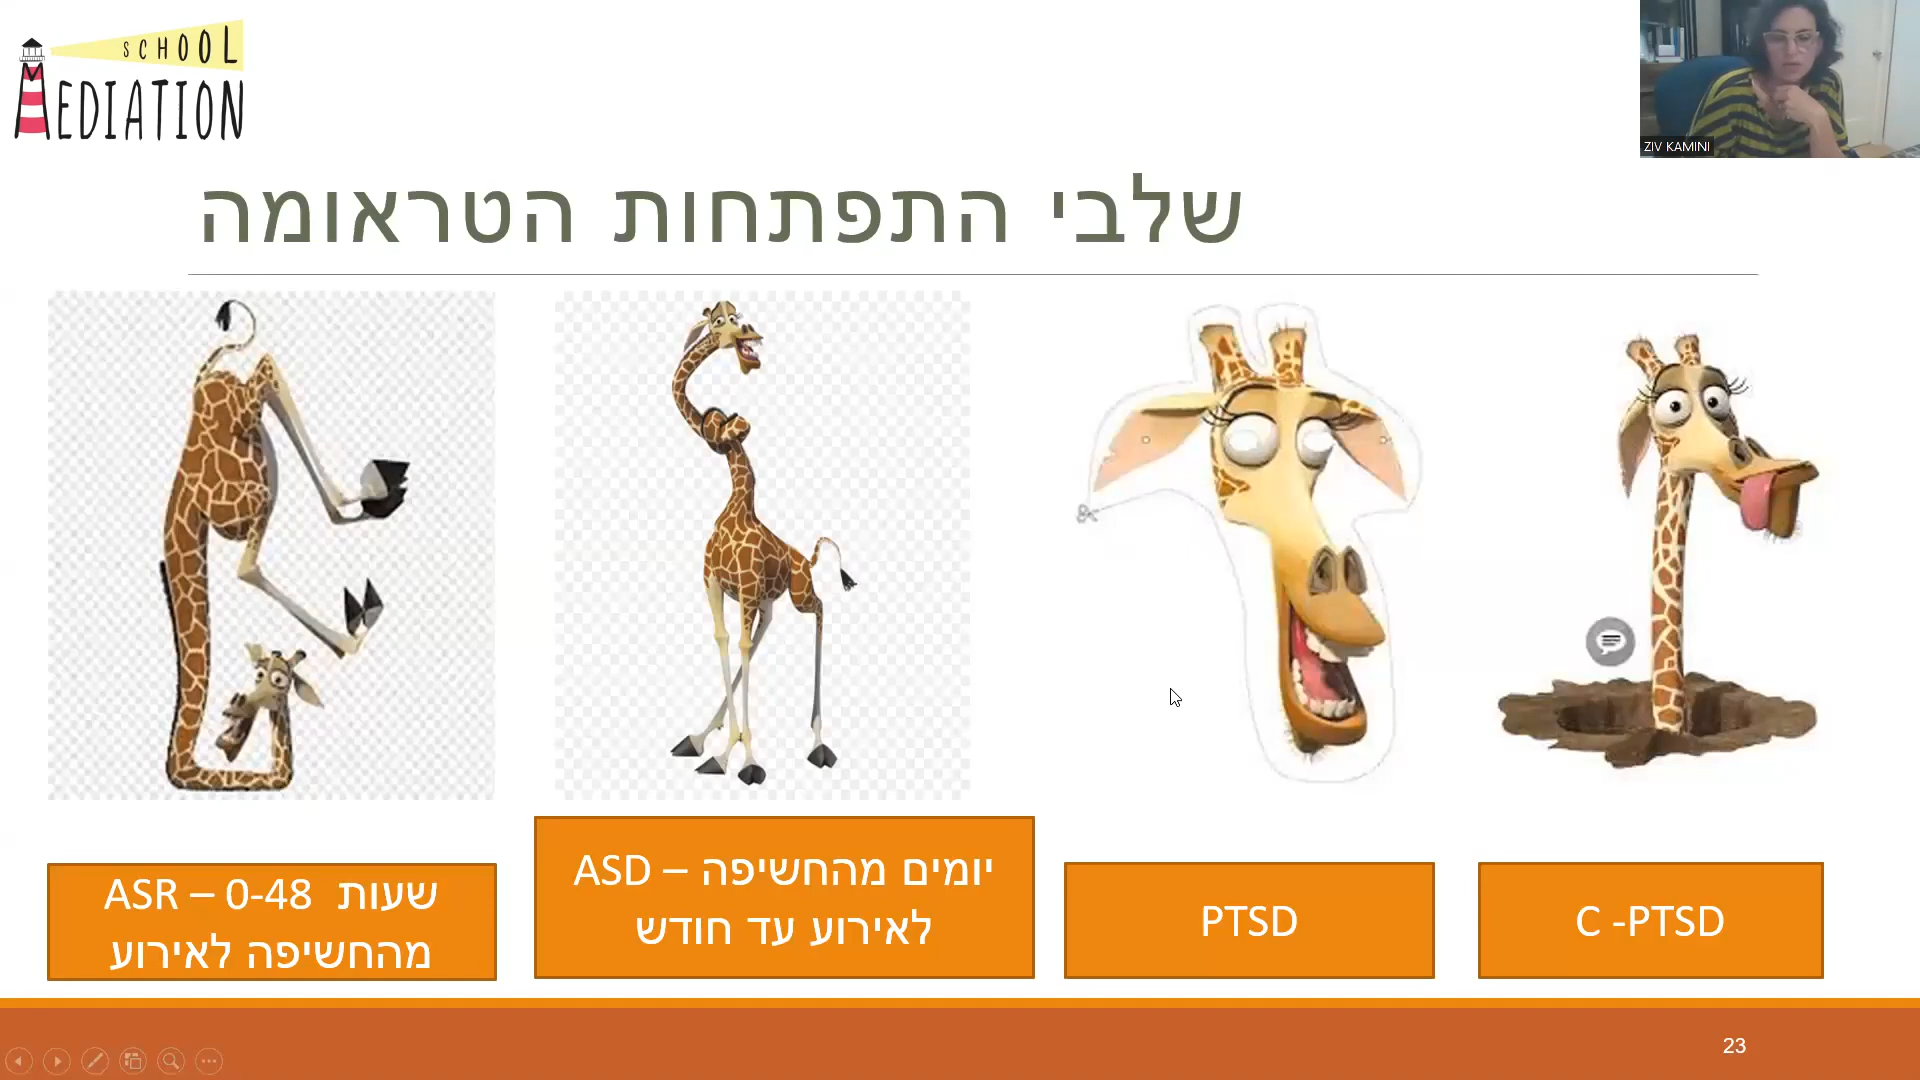 SCHOOL
MEDIATION
ZIV KAMINI
שלבי התפתחות הטראומה
ASR – 0-48 שעות
מהחשיפה לאירוע
ASD – יומים מהחשיפה
לאירוע עד חודש
PTSD
C -PTSD
23